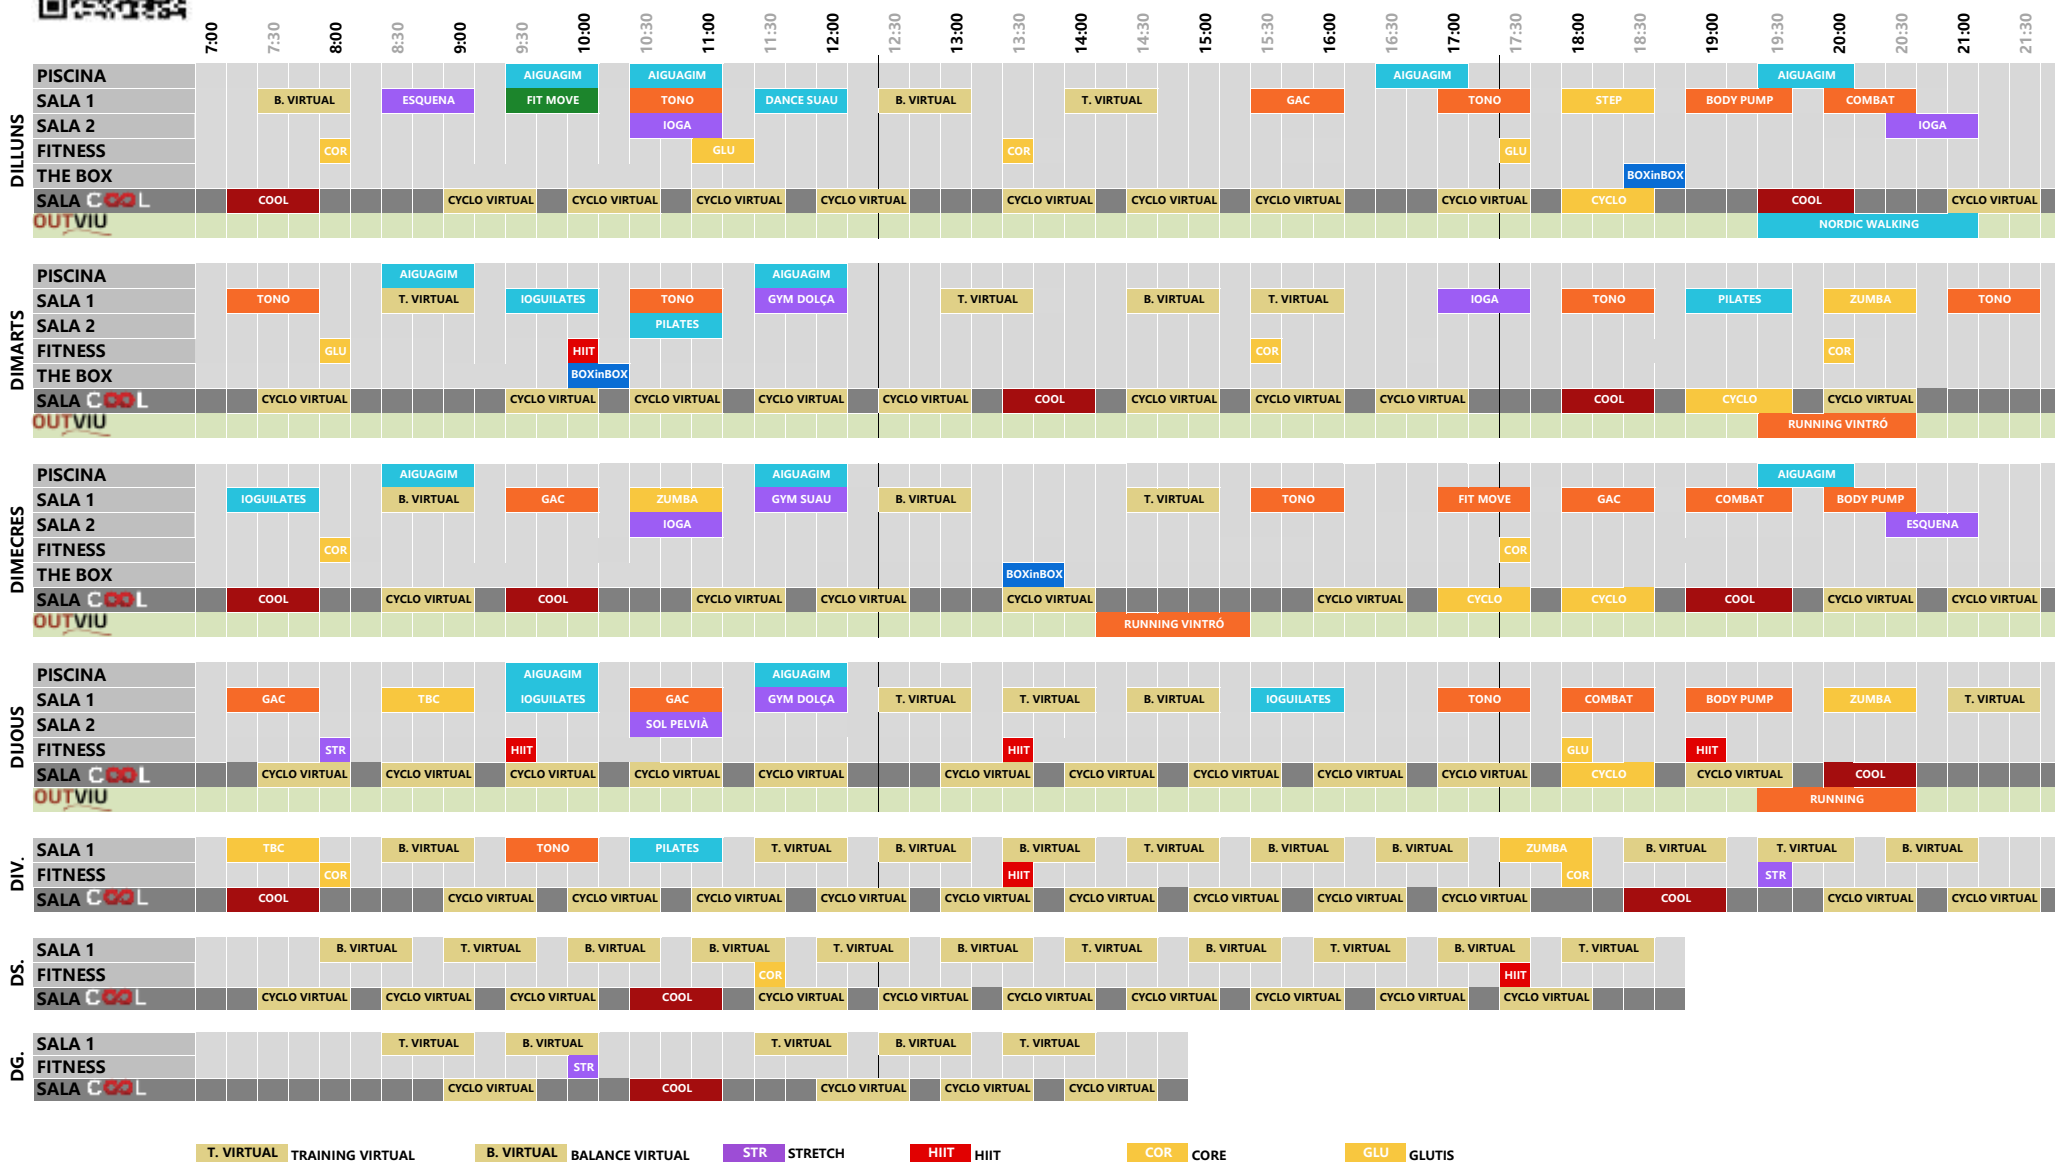 7:00 7:30 8:00 8:30 9:00 9:30 10:00 10:30 11:00 11:30 12:00 12:30 13:00 13:30 14:00 14:30 15:00 15:30 16:00 16:30 17:00 17:30 18:00 18:30 19:00 19:30 20:00 20:30 21:00 21:30
DILLUNS
PISCINA AIGUAGIM AIGUAGIM AIGUAGIM AIGUAGIM
SALA 1 B. VIRTUAL ESQUENA FIT MOVE TONO DANCE SUAU B. VIRTUAL T. VIRTUAL GAC TONO STEP BODY PUMP COMBAT
SALA 2 IOGA IOGA
FITNESS COR GLU COR GLU
THE BOX BOXinBOX
SALA COOL COOL CYCLO VIRTUAL CYCLO VIRTUAL CYCLO VIRTUAL CYCLO VIRTUAL CYCLO VIRTUAL CYCLO VIRTUAL CYCLO VIRTUAL CYCLO VIRTUAL CYCLO COOL CYCLO VIRTUAL
OUTVIU NORDIC WALKING
DIMARTS
PISCINA AIGUAGIM AIGUAGIM
SALA 1 TONO T. VIRTUAL IOGUILATES TONO GYM DOLÇA T. VIRTUAL B. VIRTUAL T. VIRTUAL IOGA TONO PILATES ZUMBA TONO
SALA 2 PILATES
FITNESS GLU HIIT COR COR
THE BOX BOXinBOX
SALA COOL CYCLO VIRTUAL CYCLO VIRTUAL CYCLO VIRTUAL CYCLO VIRTUAL CYCLO VIRTUAL COOL CYCLO VIRTUAL CYCLO VIRTUAL CYCLO VIRTUAL COOL CYCLO CYCLO VIRTUAL
OUTVIU RUNNING VINTRÓ
DIMECRES
PISCINA AIGUAGIM AIGUAGIM AIGUAGIM
SALA 1 IOGUILATES B. VIRTUAL GAC ZUMBA GYM SUAU B. VIRTUAL T. VIRTUAL TONO FIT MOVE GAC COMBAT BODY PUMP
SALA 2 IOGA ESQUENA
FITNESS COR COR
THE BOX BOXinBOX
SALA COOL COOL CYCLO VIRTUAL COOL CYCLO VIRTUAL CYCLO VIRTUAL CYCLO VIRTUAL CYCLO VIRTUAL CYCLO CYCLO COOL CYCLO VIRTUAL CYCLO VIRTUAL
OUTVIU RUNNING VINTRÓ
DIJOUS
PISCINA AIGUAGIM AIGUAGIM
SALA 1 GAC TBC IOGUILATES GAC GYM DOLÇA T. VIRTUAL T. VIRTUAL B. VIRTUAL IOGUILATES TONO COMBAT BODY PUMP ZUMBA T. VIRTUAL
SALA 2 SOL PELVIÀ
FITNESS STR HIIT HIIT GLU HIIT
SALA COOL CYCLO VIRTUAL CYCLO VIRTUAL CYCLO VIRTUAL CYCLO VIRTUAL CYCLO VIRTUAL CYCLO VIRTUAL CYCLO VIRTUAL CYCLO VIRTUAL CYCLO VIRTUAL CYCLO VIRTUAL CYCLO CYCLO VIRTUAL COOL
OUTVIU RUNNING
DIV.
SALA 1 TBC B. VIRTUAL TONO PILATES T. VIRTUAL B. VIRTUAL B. VIRTUAL T. VIRTUAL B. VIRTUAL B. VIRTUAL ZUMBA B. VIRTUAL T. VIRTUAL B. VIRTUAL
FITNESS COR HIIT COR STR
SALA COOL COOL CYCLO VIRTUAL CYCLO VIRTUAL CYCLO VIRTUAL CYCLO VIRTUAL CYCLO VIRTUAL CYCLO VIRTUAL CYCLO VIRTUAL CYCLO VIRTUAL CYCLO VIRTUAL COOL CYCLO VIRTUAL CYCLO VIRTUAL
DS.
SALA 1 B. VIRTUAL T. VIRTUAL B. VIRTUAL B. VIRTUAL T. VIRTUAL B. VIRTUAL T. VIRTUAL B. VIRTUAL T. VIRTUAL B. VIRTUAL T. VIRTUAL
FITNESS COR HIIT
SALA COOL CYCLO VIRTUAL CYCLO VIRTUAL CYCLO VIRTUAL COOL CYCLO VIRTUAL CYCLO VIRTUAL CYCLO VIRTUAL CYCLO VIRTUAL CYCLO VIRTUAL CYCLO VIRTUAL CYCLO VIRTUAL
DG.
SALA 1 T. VIRTUAL B. VIRTUAL T. VIRTUAL B. VIRTUAL T. VIRTUAL
FITNESS STR
SALA COOL CYCLO VIRTUAL COOL CYCLO VIRTUAL CYCLO VIRTUAL CYCLO VIRTUAL
T. VIRTUAL TRAINING VIRTUAL B. VIRTUAL BALANCE VIRTUAL STR STRETCH HIIT HIIT COR CORE GLU GLUTIS